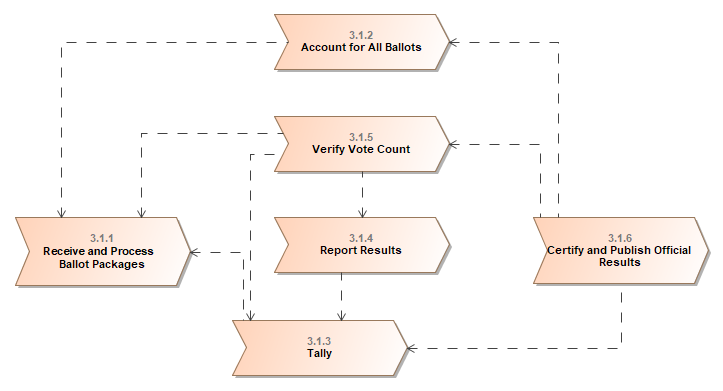 3.1.2
Account for All Ballots
3.1.5
Verify Vote Count
3.1.1
Receive and Process
Ballot Packages
3.1.4
Report Results
3.1.6
Certify and Publish Official
Results
3.1.3
Tally